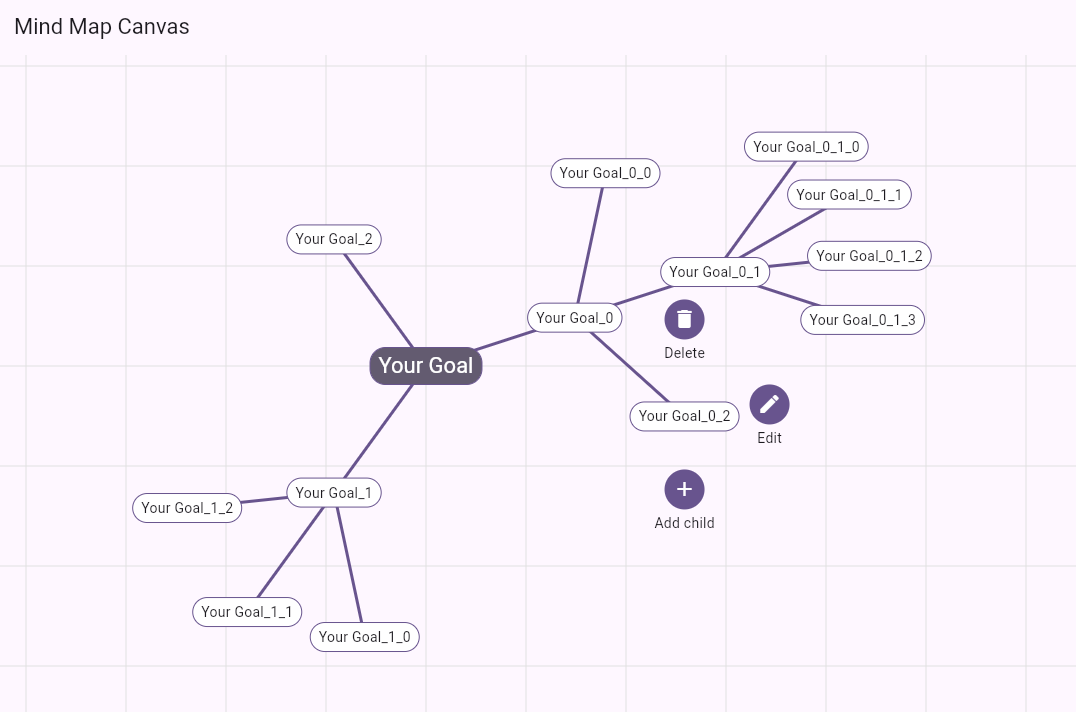 Mind Map Canvas
Your Goal_0_1_0
Your Goal_0_0
Your Goal_0_1_1
Your Goal_2
Your Goal_0_1_2
Your Goal_0_1
Your Goal_0
Your Goal_0_1_3
Delete
Your Goal
Your Goal_0_2
Edit
Your Goal_1
Your Goal_1_2
Add child
Your Goal_1_1
Your Goal_1_0